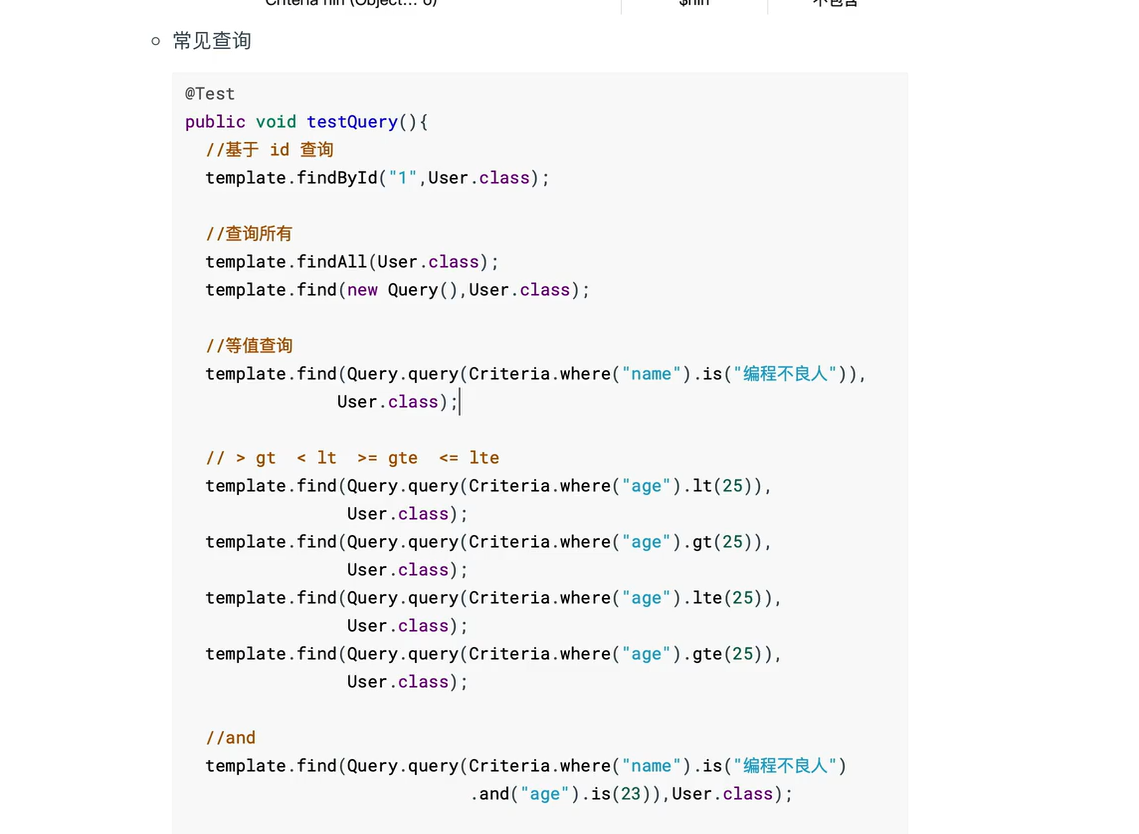 Criteria nin (Object... o) $nin 不包含
常见查询
@Test
public void testQuery(){
//基于 id 查询
template.findById("1",User.class);
//查询所有
template.findAll(User.class);
template.find(new Query(),User.class);
//等值查询
template.find(Query.query(Criteria.where("name").is("编程不良人")),
User.class);
// > gt  < lt  >= gte  <= lte
template.find(Query.query(Criteria.where("age").lt(25)),
User.class);
template.find(Query.query(Criteria.where("age").gt(25)),
User.class);
template.find(Query.query(Criteria.where("age").lte(25)),
User.class);
template.find(Query.query(Criteria.where("age").gte(25)),
User.class);
//and
template.find(Query.query(Criteria.where("name").is("编程不良人")
.and("age").is(23)),User.class);